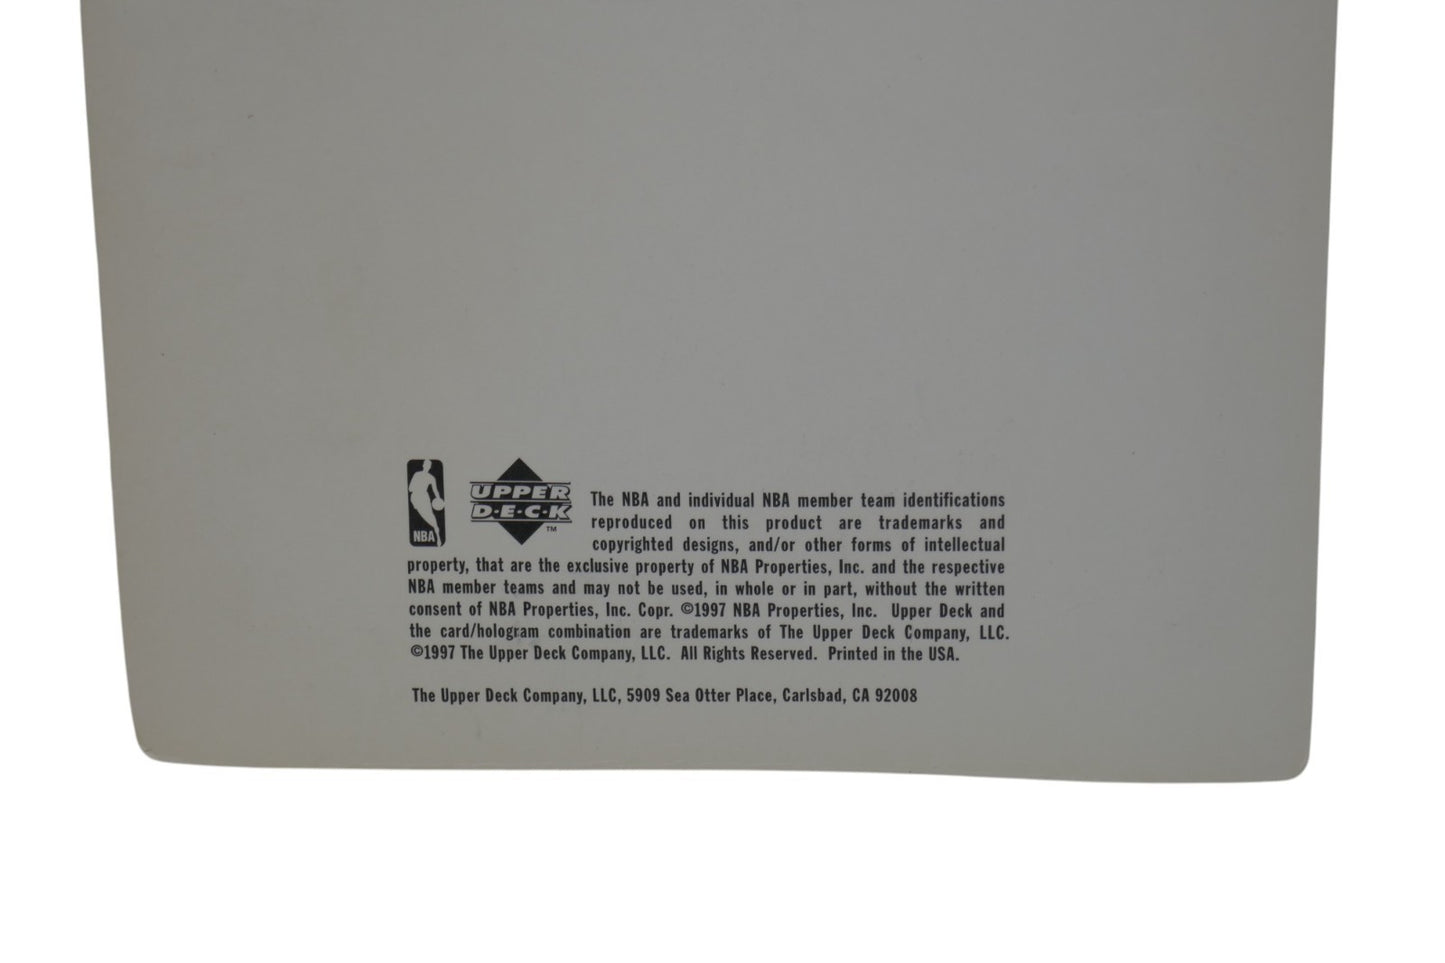 NBA
UPPER
D·E·C·K
™
The NBA and individual NBA member team identifications
reproduced on this product are trademarks and
copyrighted designs, and/or other forms of intellectual
property, that are the exclusive property of NBA Properties, Inc. and the respective
NBA member teams and may not be used, in whole or in part, without the written
consent of NBA Properties, Inc. Copr. ©1997 NBA Properties, Inc. Upper Deck and
the card/hologram combination are trademarks of The Upper Deck Company, LLC.
©1997 The Upper Deck Company, LLC. All Rights Reserved. Printed in the USA.
The Upper Deck Company, LLC, 5909 Sea Otter Place, Carlsbad, CA 92008